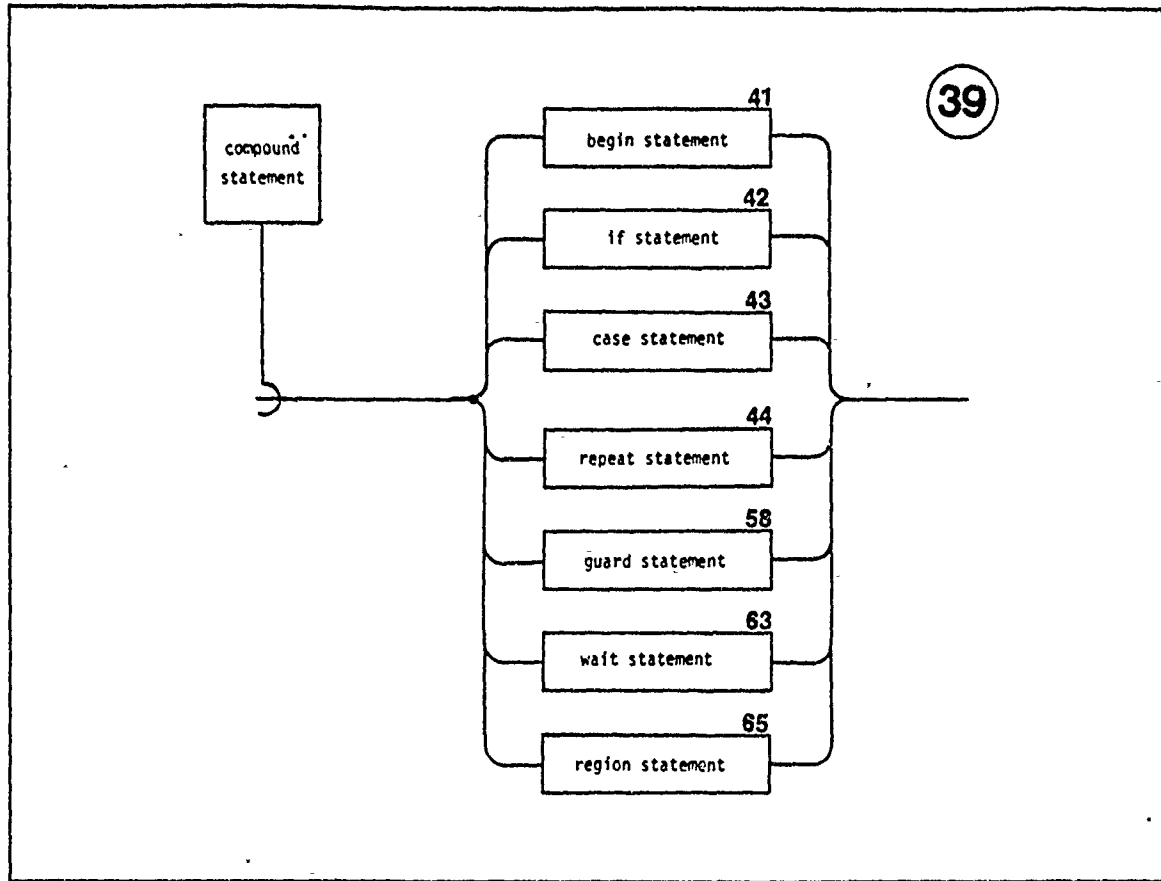 39
compound
statement
41
begin statement
42
if statement
43
case statement
44
repeat statement
58
guard statement
63
wait statement
65
region statement